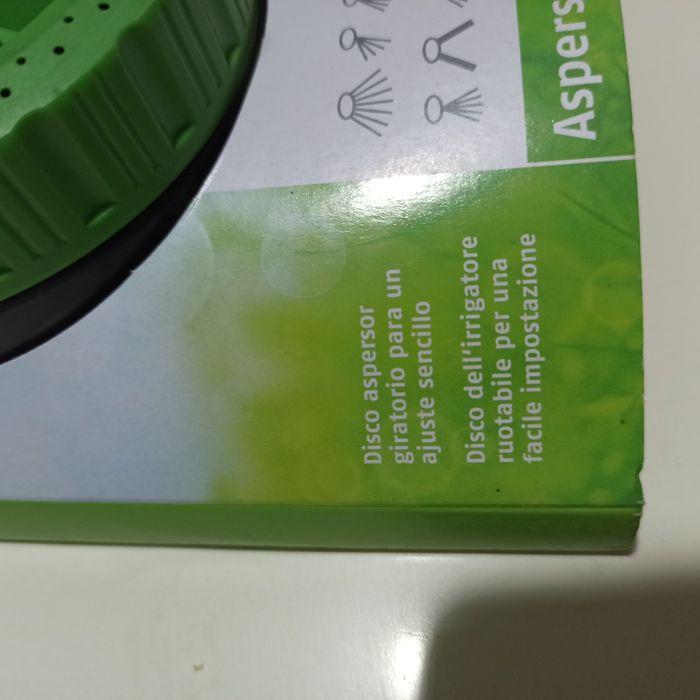 Aspers
Disco aspersor
giratorio para un
ajuste sencillo
Disco dell'irrigatore
ruotabile per una
facile impostazione